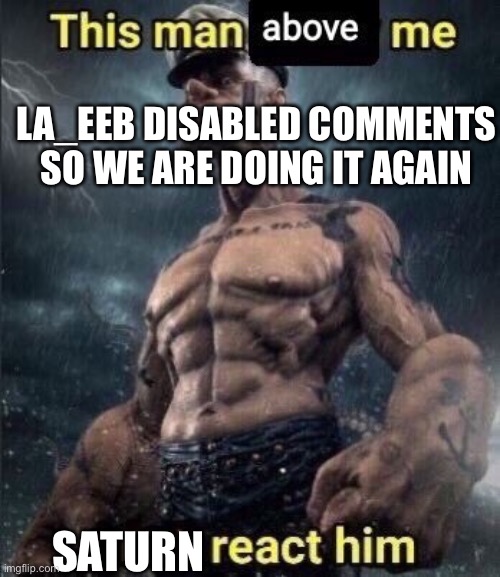 This man above me
LA_EEB DISABLED COMMENTS
SO WE ARE DOING IT AGAIN
SATURN react him
imgflip.com